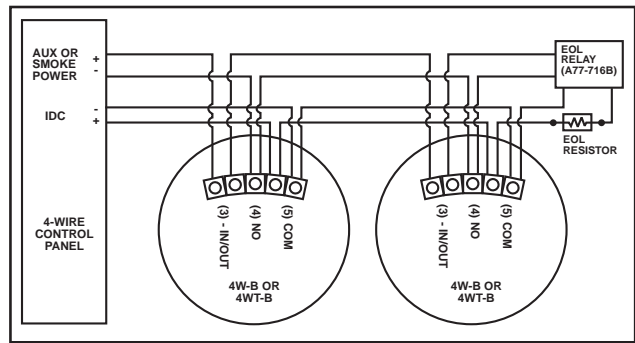 AUX OR
SMOKE
POWER
+
-
IDC
-
+
4-WIRE
CONTROL
PANEL
(3) - IN/OUT
(4) NO
(5) COM
4W-B OR
4WT-B
(3) - IN/OUT
(4) NO
(5) COM
4W-B OR
4WT-B
EOL
RELAY
(A77-716B)
EOL
RESISTOR